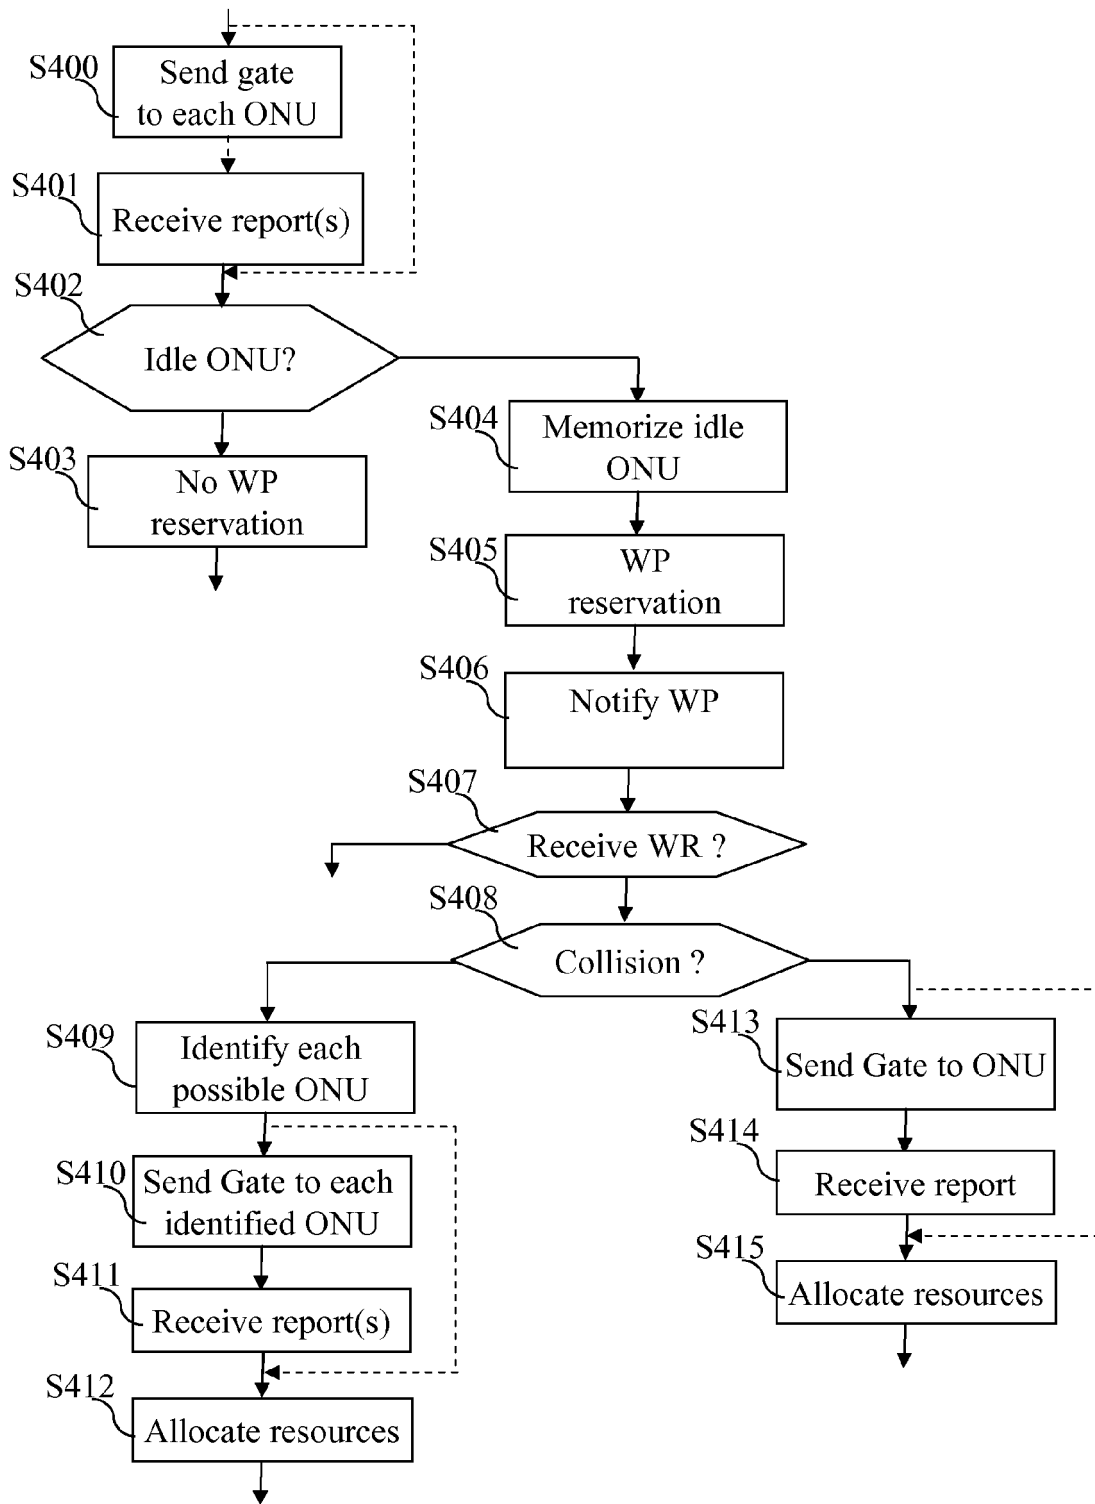 S400
Send gate
to each ONU
S401
Receive report(s)
S402
Idle ONU?
S403
No WP
reservation
S404
Memorize idle
ONU
S405
WP
reservation
S406
Notify WP
S407
Receive WR ?
S408
Collision ?
S409
Identify each
possible ONU
S410
Send Gate to each
identified ONU
S411
Receive report(s)
S412
Allocate resources
S413
Send Gate to ONU
S414
Receive report
S415
Allocate resources